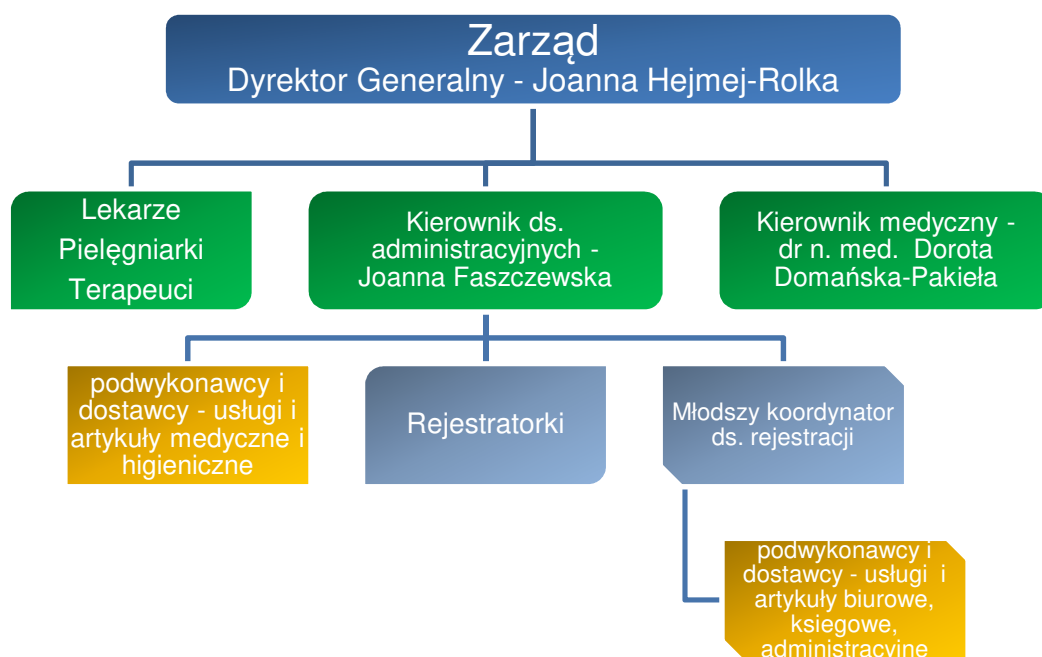 Zarząd
Dyrektor Generalny - Joanna Hejmej-Rolka
Lekarze
Pielęgniarki
Terapeuci
Kierownik ds.
administracyjnych -
Joanna Faszczewska
Kierownik medyczny -
dr n. med. Dorota
Domańska-Pakieła
podwykonawcy i
dostawcy - usługi i
artykuły medyczne i
higieniczne
Rejestratorki
Młodszy koordynator
ds. rejestracji
podwykonawcy i
dostawcy - usługi i
artykuły biurowe,
ksiegowe,
administracyjne